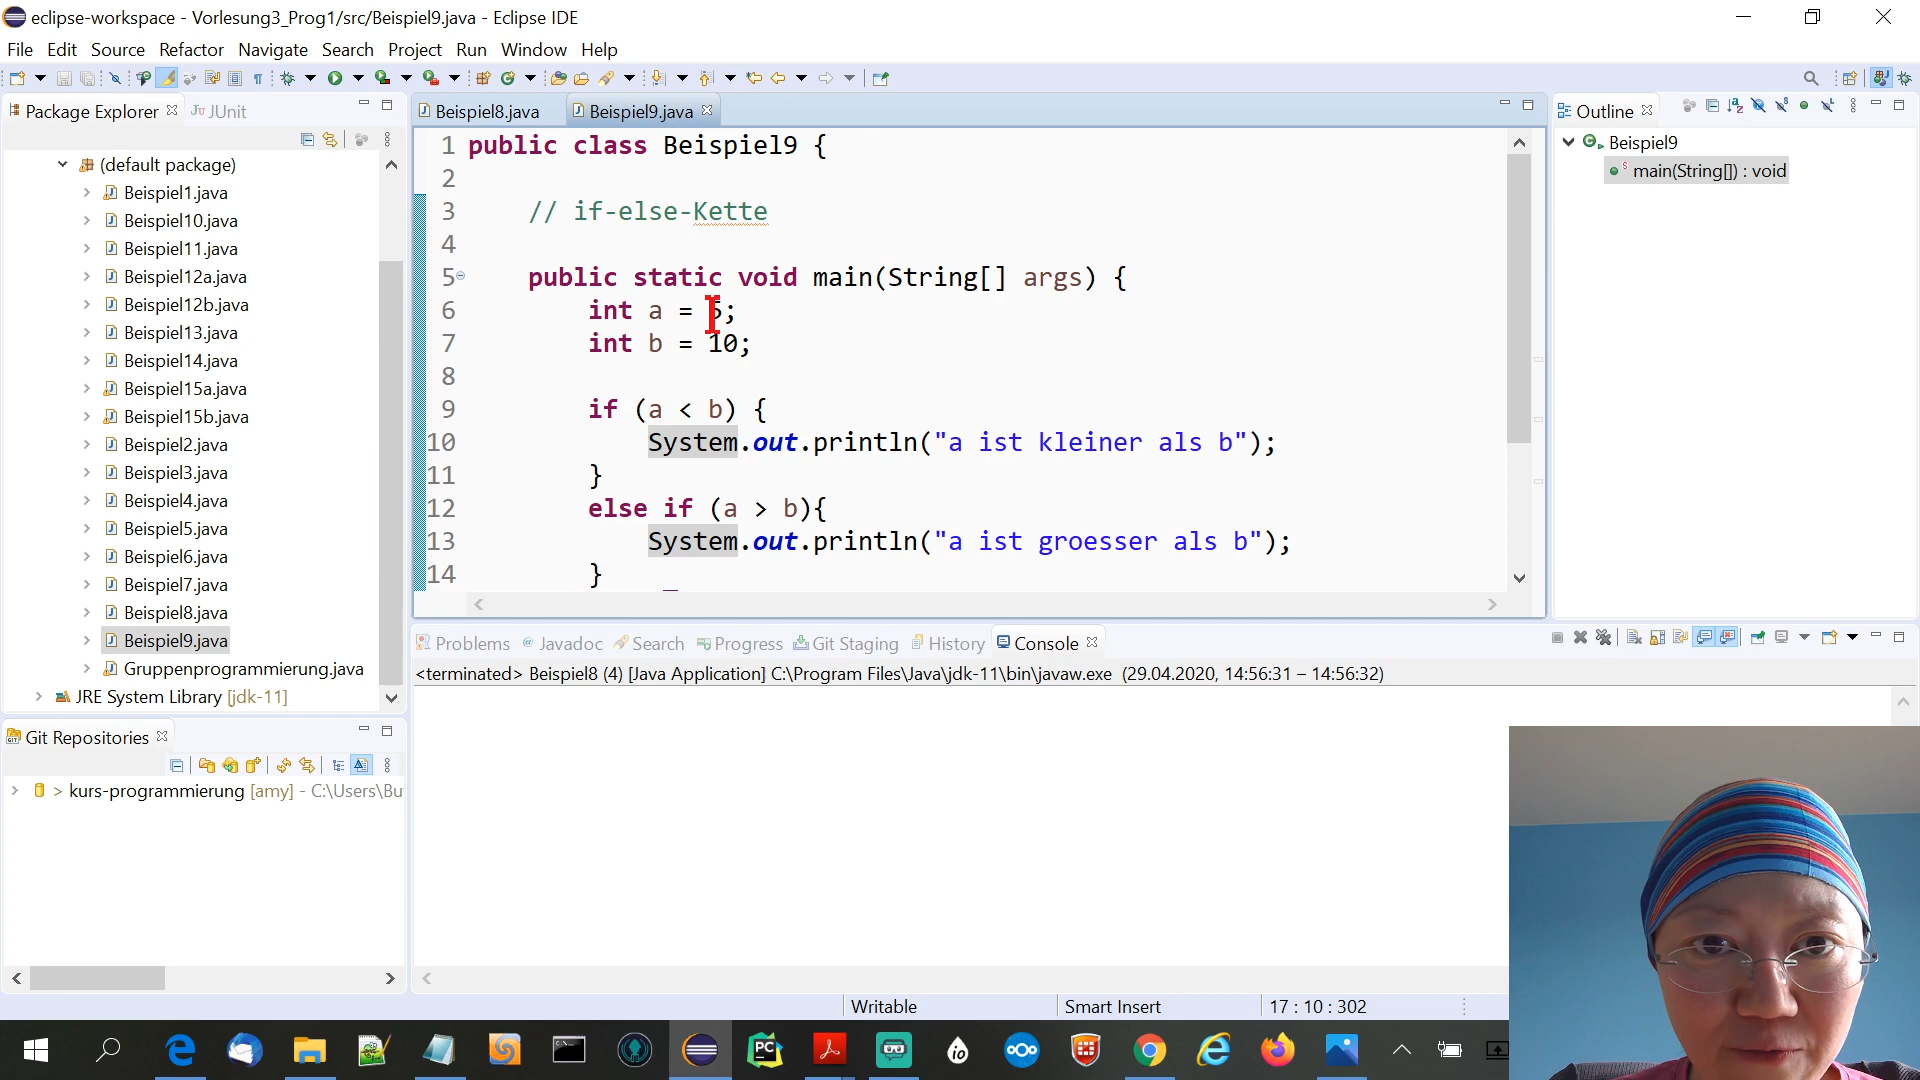 eclipse-workspace - Vorlesung3_Prog1/src/Beispiel9.java - Eclipse IDE
File Edit Source Refactor Navigate Search Project Run Window Help
Package Explorer
JUnit
(default package)
Beispiel1.java
Beispiel10.java
Beispiel11.java
Beispiel12a.java
Beispiel12b.java
Beispiel13.java
Beispiel14.java
Beispiel15a.java
Beispiel15b.java
Beispiel2.java
Beispiel3.java
Beispiel4.java
Beispiel5.java
Beispiel6.java
Beispiel7.java
Beispiel8.java
Beispiel9.java
Gruppenprogrammierung.java
JRE System Library [jdk-11]
Git Repositories
> kurs-programmierung [amy] - C:\Users\Bu
Beispiel8.java Beispiel9.java
1 public class Beispiel9 {
2
3 // if-else-Kette
4
5 public static void main(String[] args) {
6 int a = 5;
7 int b = 10;
8
9 if (a < b) {
10 System.out.println("a ist kleiner als b");
11 }
12 else if (a > b){
13 System.out.println("a ist groesser als b");
14 }
Outline
Beispiel9
main(String[]) : void
Problems Javadoc Search Progress Git Staging History Console
<terminated> Beispiel8 (4) [Java Application] C:\Program Files\Java\jdk-11\bin\javaw.exe (29.04.2020, 14:56:31 – 14:56:32)
Writable Smart Insert 17 : 10 : 302